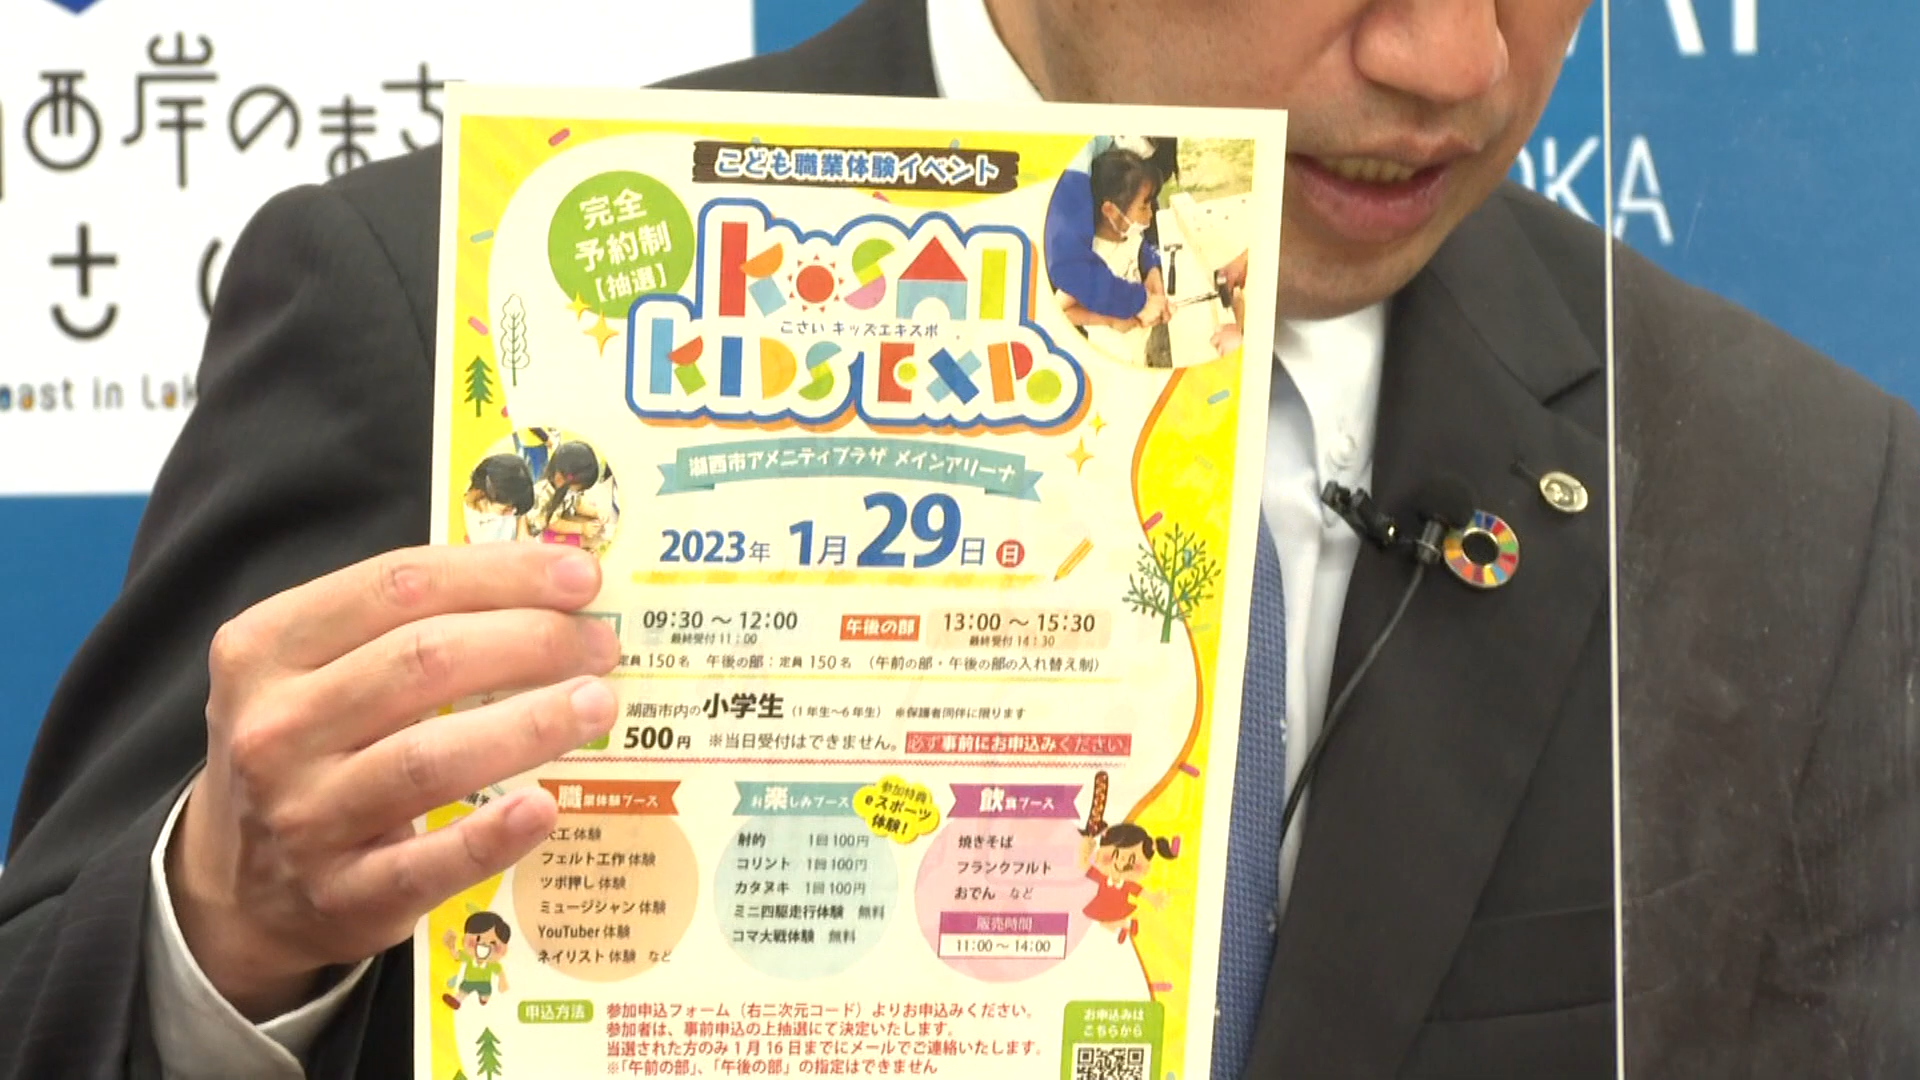 西岸のまち
さ
oast in Lak
OKA
こども職業体験イベント
完全
予約制
【抽選】
KOSAI
こさい キッズエキスポ
KIDS EXPO
湖西市アメニティプラザ メインアリーナ
2023年 1月29日 日
09:30 ～ 12:00
最終受付 11:00
午後の部
13:00 ～ 15:30
最終受付 14:30
定員 150名 午後の部：定員 150名 （午前の部・午後の部の入れ替え制）
湖西市内の小学生（1年生～6年生） ※保護者同伴に限ります
500円 ※当日受付はできません。必ず事前にお申込みください。
職業体験ブース
大工 体験
フェルト工作 体験
ツボ押し 体験
ミュージシャン 体験
YouTuber 体験
ネイリスト 体験 など
お楽しみブース
参加特典
eスポーツ
体験！
射的 1回100円
コリント 1回100円
カタヌキ 1回100円
ミニ四駆走行体験 無料
コマ大戦体験 無料
飲食ブース
焼きそば
フランクフルト
おでん など
販売時間
11:00～14:00
申込方法
参加申込フォーム（右二次元コード）よりお申込みください。
参加者は、事前申込の上抽選にて決定いたします。
当選された方のみ1月16日までにメールでご連絡いたします。
※「午前の部」、「午後の部」の指定はできません
お申込みは
こちらから